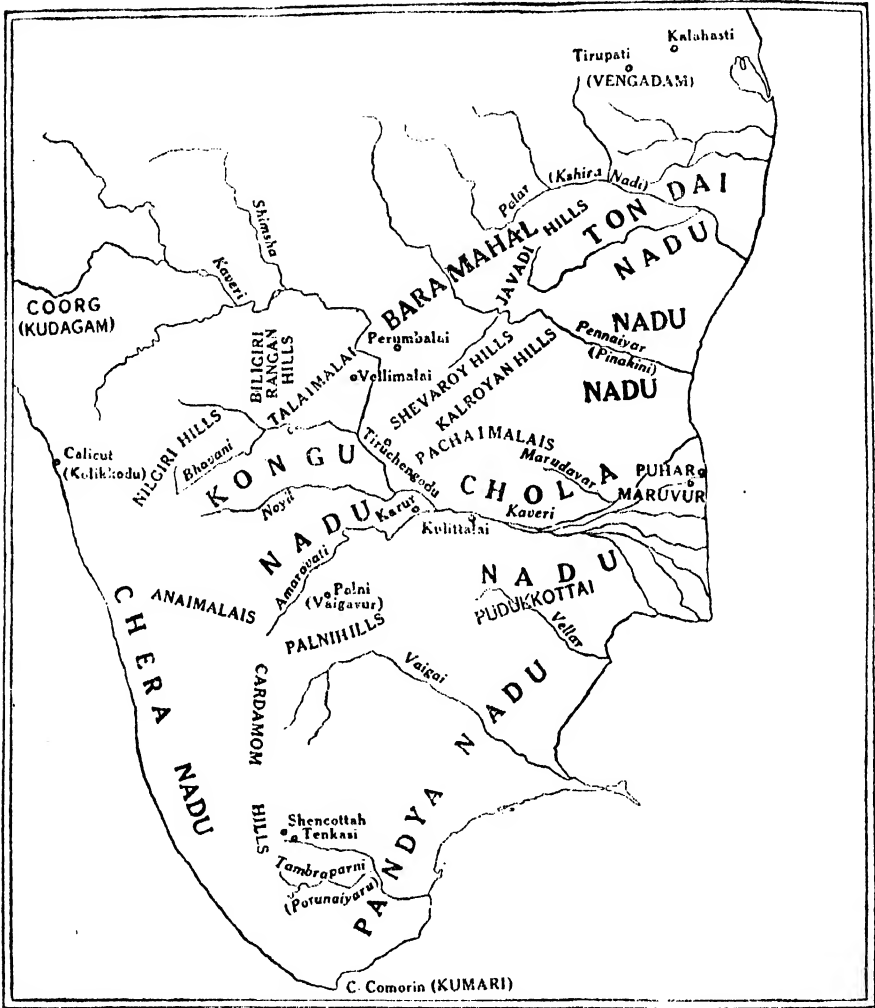 Kalahasti
Tirupati
(VENGADAM)
Palar
(Kshira Nadi)
TONDAI
NADU
BARAMAHAL
JAVADI HILLS
Shimsha
Kaveri
COORG
(KUDAGAM)
NADU
Pennaiyar
(Pinakini)
NADU
Perumbalai
BILIGIRI
RANGAN
HILLS
TALAIMALAI
Vellimalai
SHEVAROY HILLS
KALROYAN HILLS
Calicut
(Kolikkodu)
NILGIRI HILLS
Bhavani
KONGU
NADU
Tiruchengodu
PACHAIMALAIS
Marudavar
CHOLA
NADU
PUHAR
MARUVUR
Noyil
Karur
Kaveri
Kulittalai
Amaravati
ANAIMALAIS
Palni
(Vaigavur)
PALNI HILLS
PUDUKKOTTAI
Vellar
CHERA
NADU
CARDAMOM
HILLS
Vaigai
PANDYA NADU
Shencottah
Tenkasi
Tambraparni
(Porunaiyaru)
C. Comorin (KUMARI)